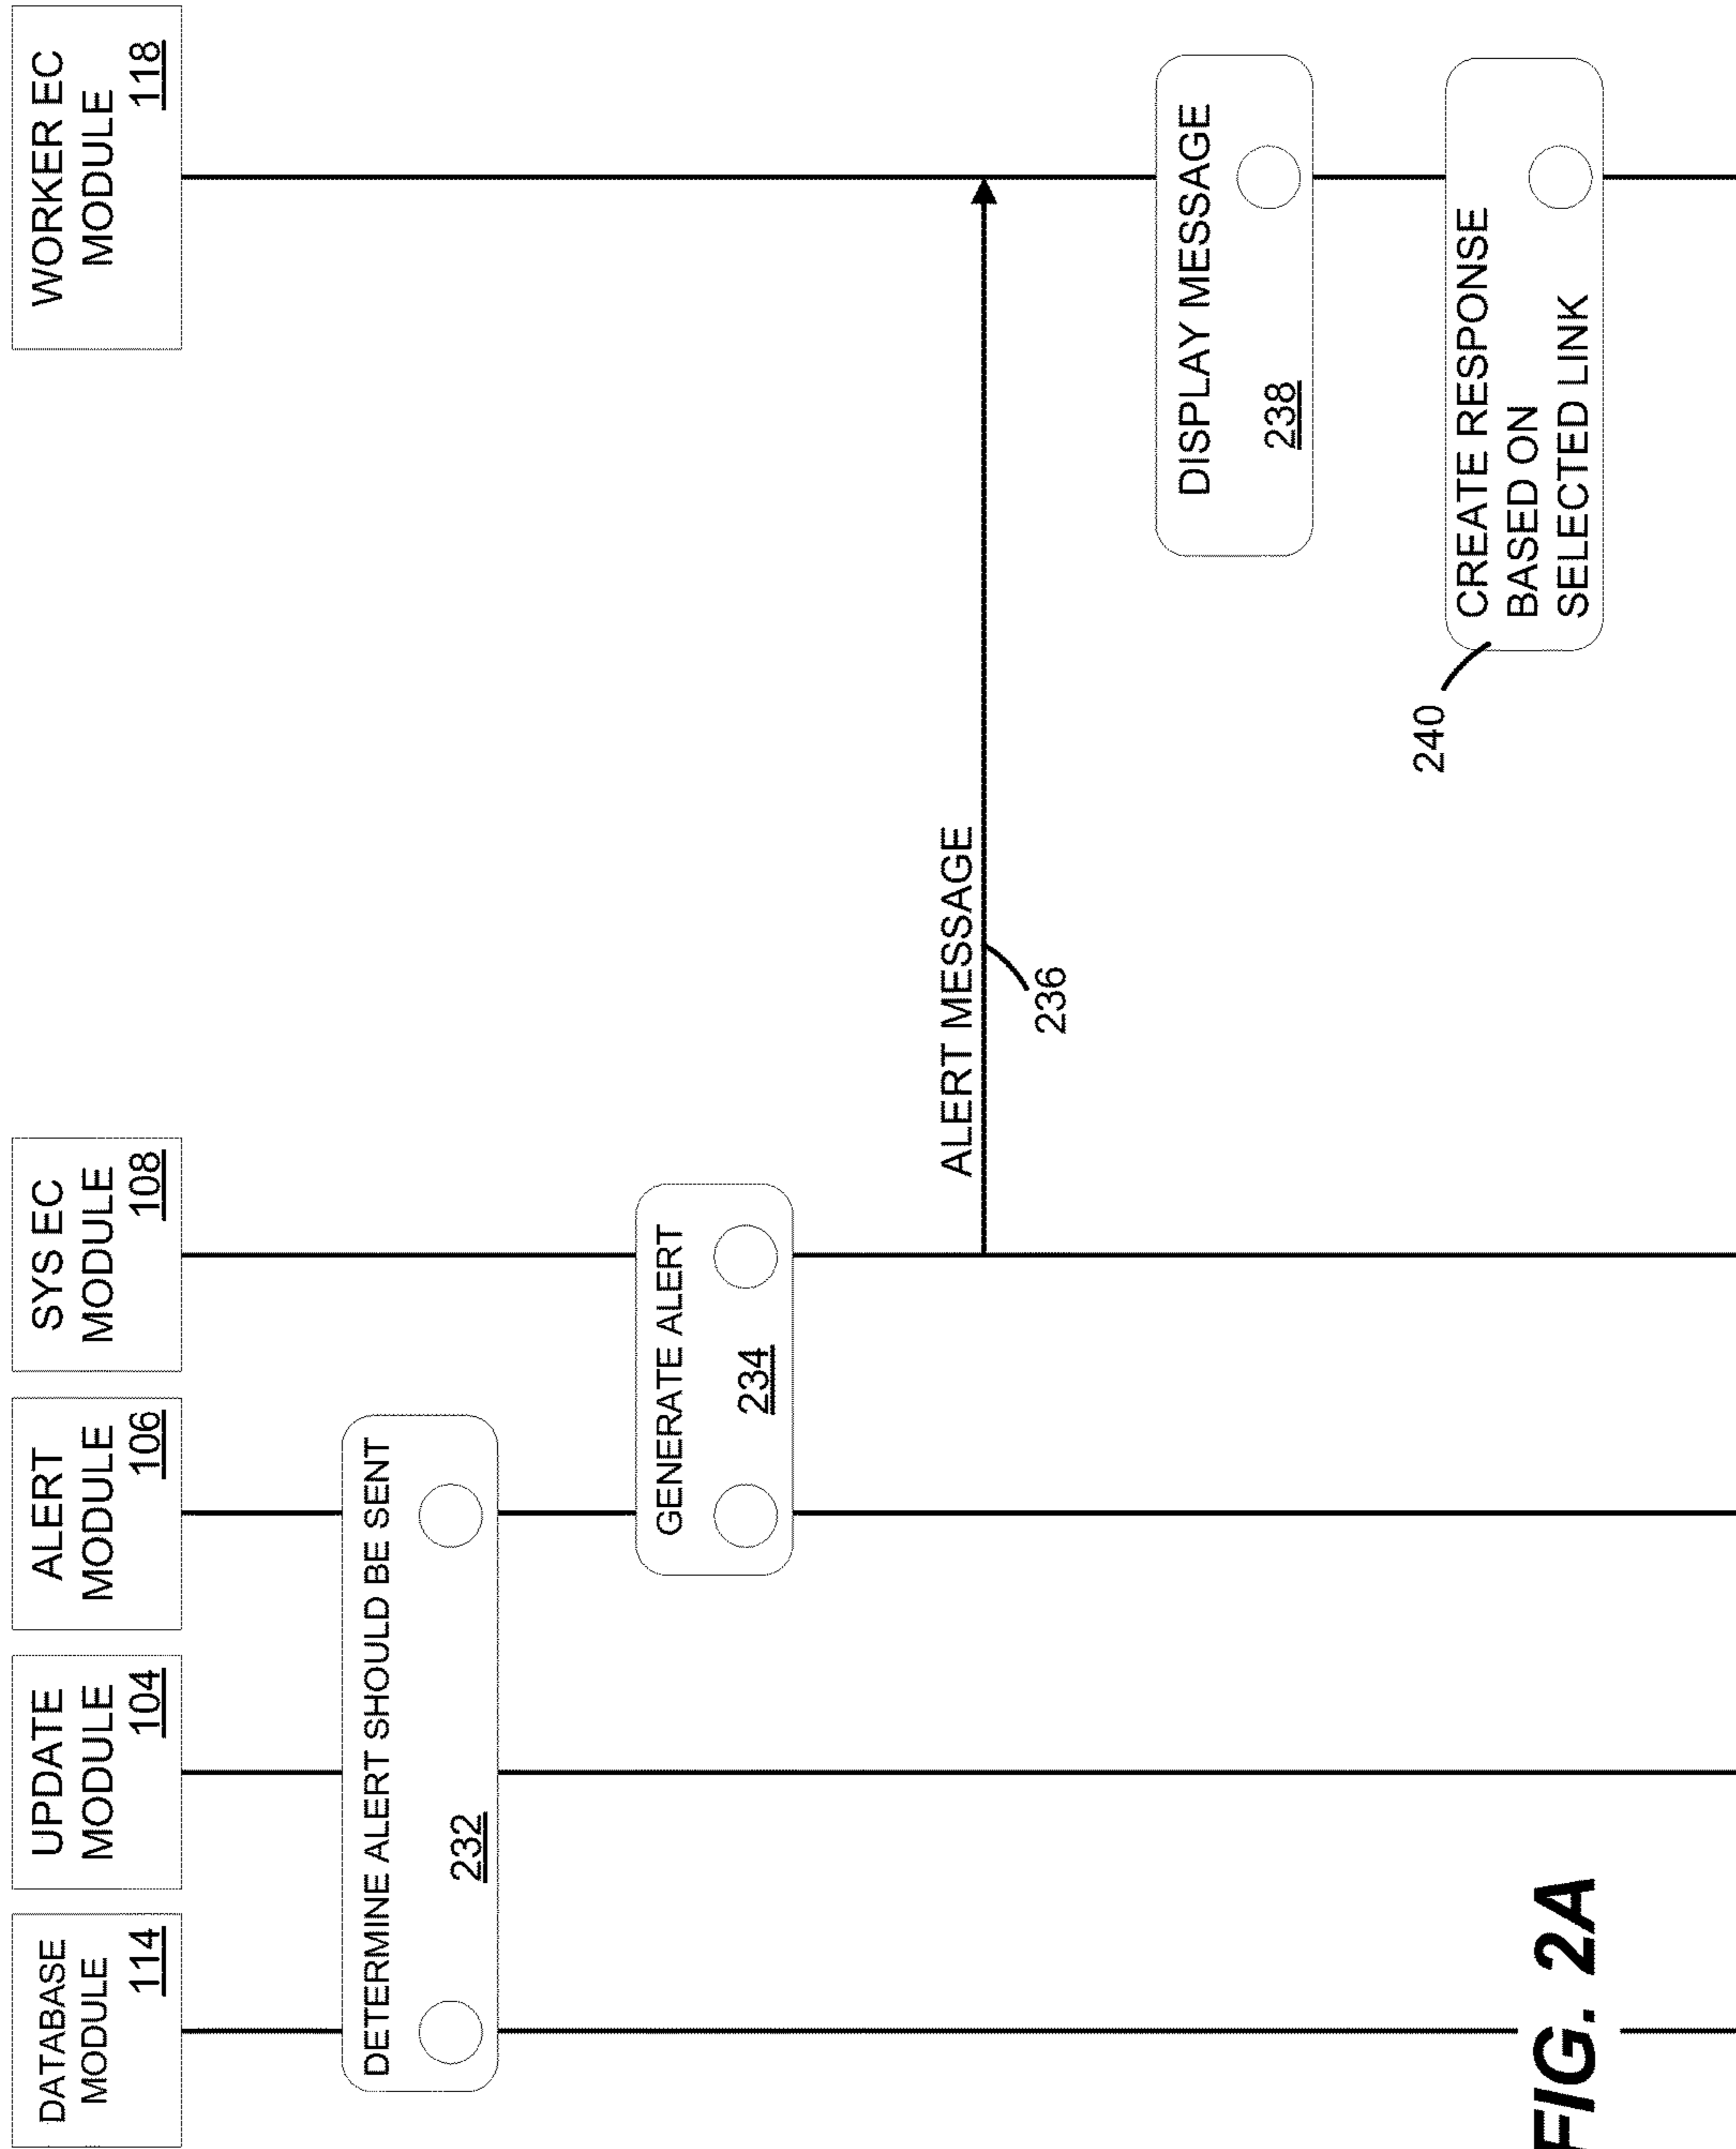 DATABASE
MODULE
114
UPDATE
MODULE
104
ALERT
MODULE
106
SYS EC
MODULE
108
WORKER EC
MODULE
118
DETERMINE ALERT SHOULD BE SENT
232
GENERATE ALERT
234
ALERT MESSAGE
236
DISPLAY MESSAGE
238
240
CREATE RESPONSE
BASED ON
SELECTED LINK
FIG. 2A